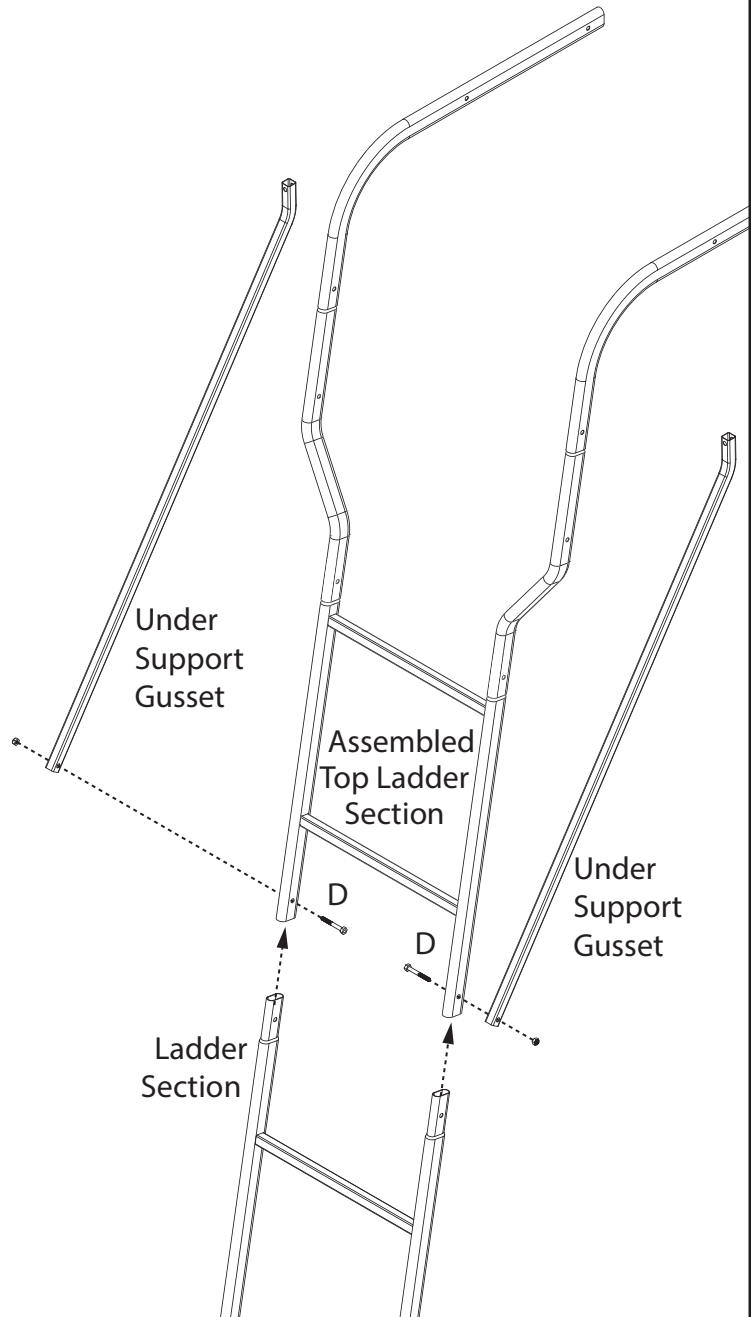 Under
Support
Gusset
Assembled
Top Ladder
Section
D
D
Under
Support
Gusset
Ladder
Section